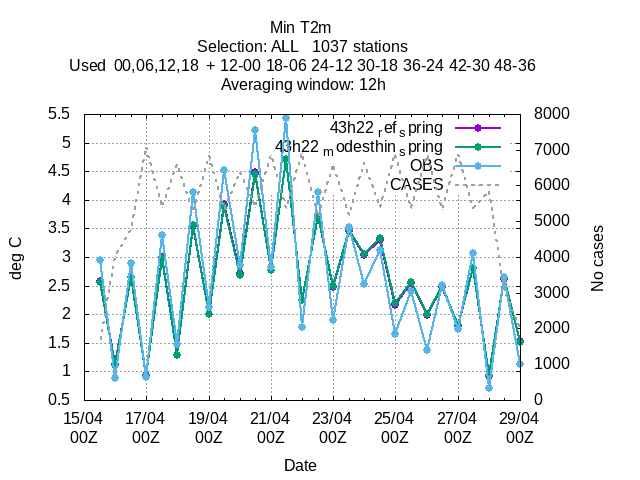 Min T2m
Selection: ALL   1037 stations
Used  00,06,12,18  + 12-00 18-06 24-12 30-18 36-24 42-30 48-36
Averaging window: 12h
43h22 ref spring
43h22 modesthin spring
OBS
CASES
5.5
5
4.5
4
3.5
3
2.5
2
1.5
1
0.5
deg C
8000
7000
6000
5000
4000
3000
2000
1000
0
No cases
15/04 00Z
17/04 00Z
19/04 00Z
21/04 00Z
23/04 00Z
25/04 00Z
27/04 00Z
29/04 00Z
Date